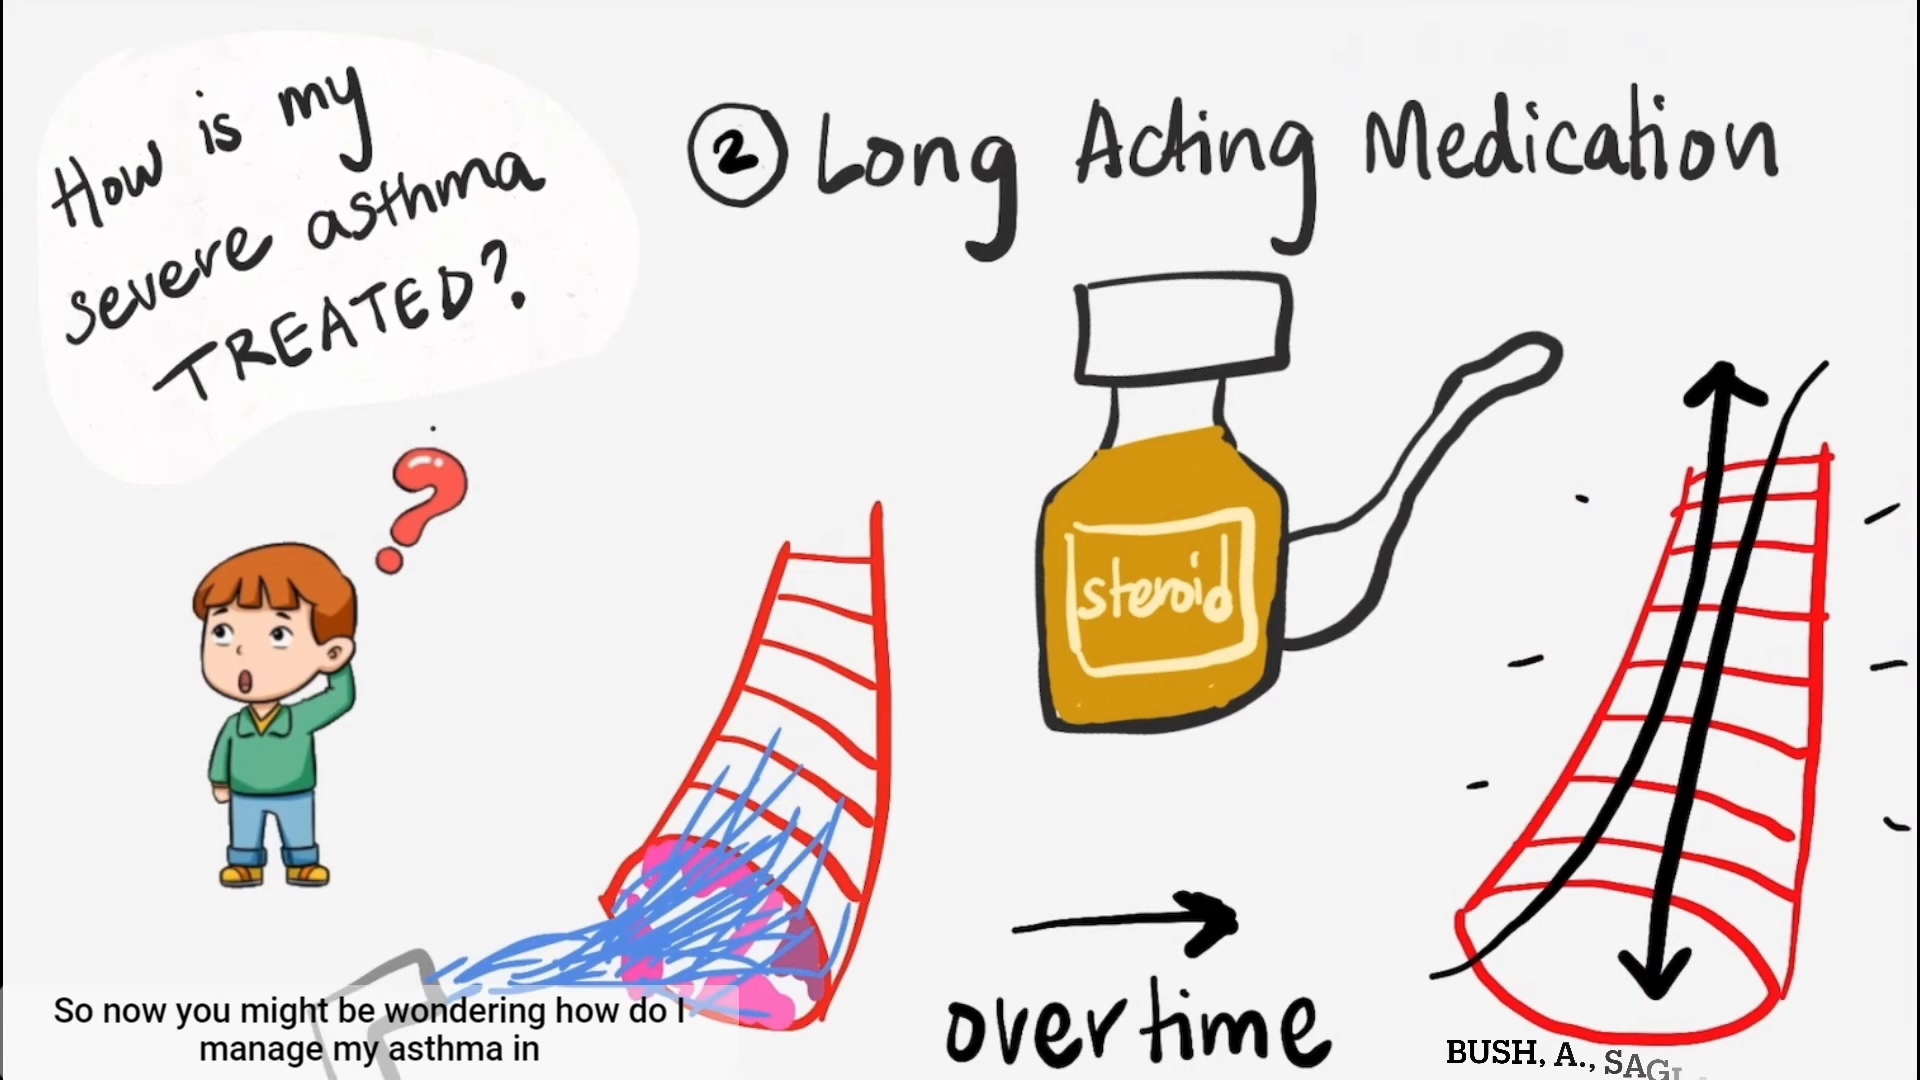 How is my
severe asthma
TREATED?
2 Long Acting Medication
steroid
over time
So now you might be wondering how do I
manage my asthma in
BUSH, A.,